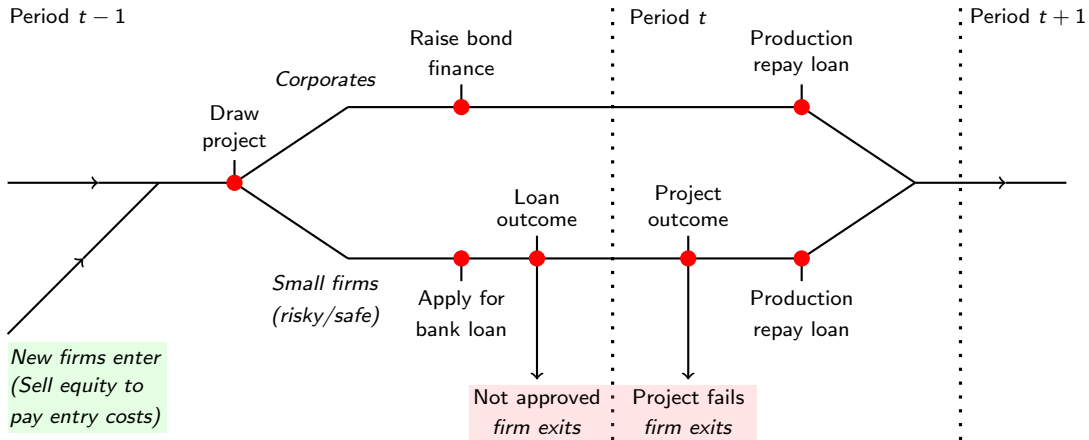 Period t − 1
Period t
Period t + 1
Raise bond
finance
Production
repay loan
Corporates
Draw
project
Loan
outcome
Project
outcome
Small firms
(risky/safe)
Apply for
bank loan
Production
repay loan
New firms enter
(Sell equity to
pay entry costs)
Not approved
firm exits
Project fails
firm exits